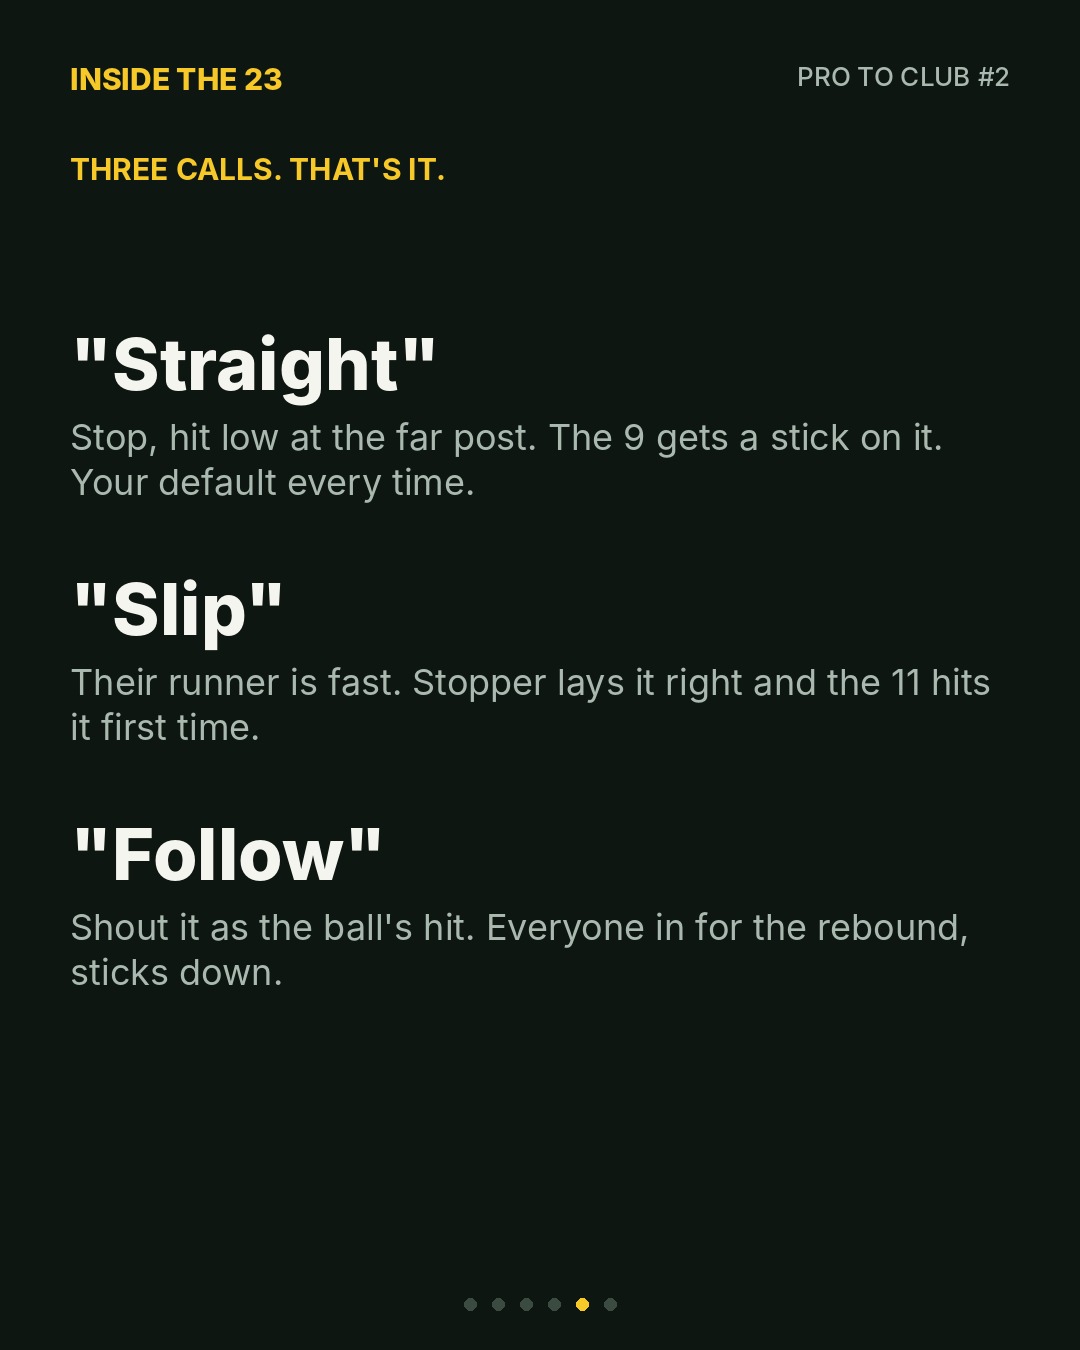 INSIDE THE 23
PRO TO CLUB #2
THREE CALLS. THAT'S IT.
"Straight"
Stop, hit low at the far post. The 9 gets a stick on it.
Your default every time.
"Slip"
Their runner is fast. Stopper lays it right and the 11 hits
it first time.
"Follow"
Shout it as the ball's hit. Everyone in for the rebound,
sticks down.